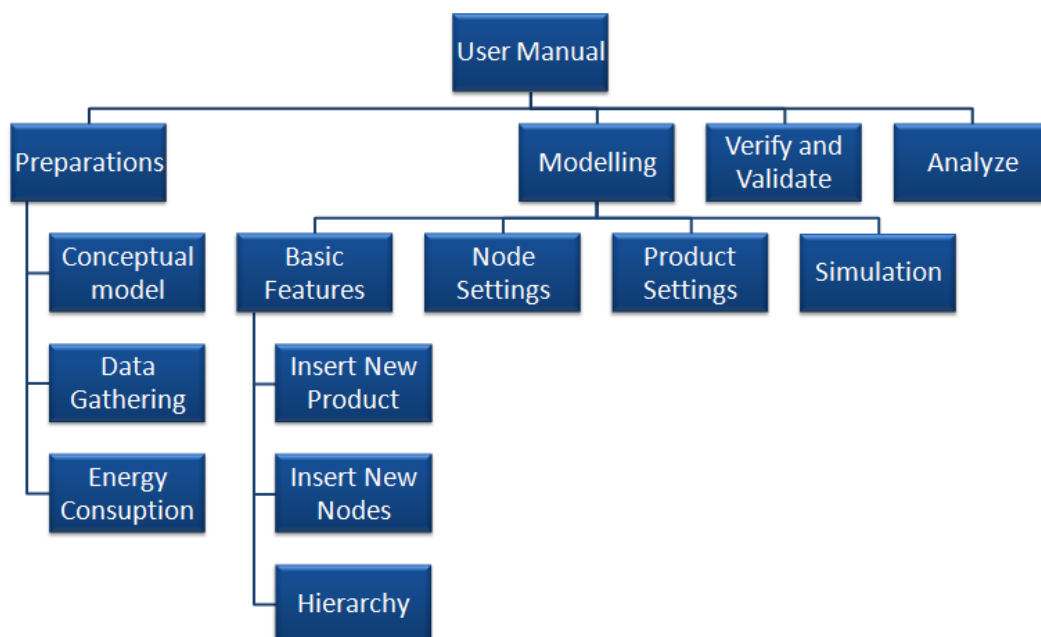 User Manual
Preparations
Modelling
Verify and
Validate
Analyze
Conceptual
model
Basic
Features
Node
Settings
Product
Settings
Simulation
Data
Gathering
Insert New
Product
Energy
Consuption
Insert New
Nodes
Hierarchy